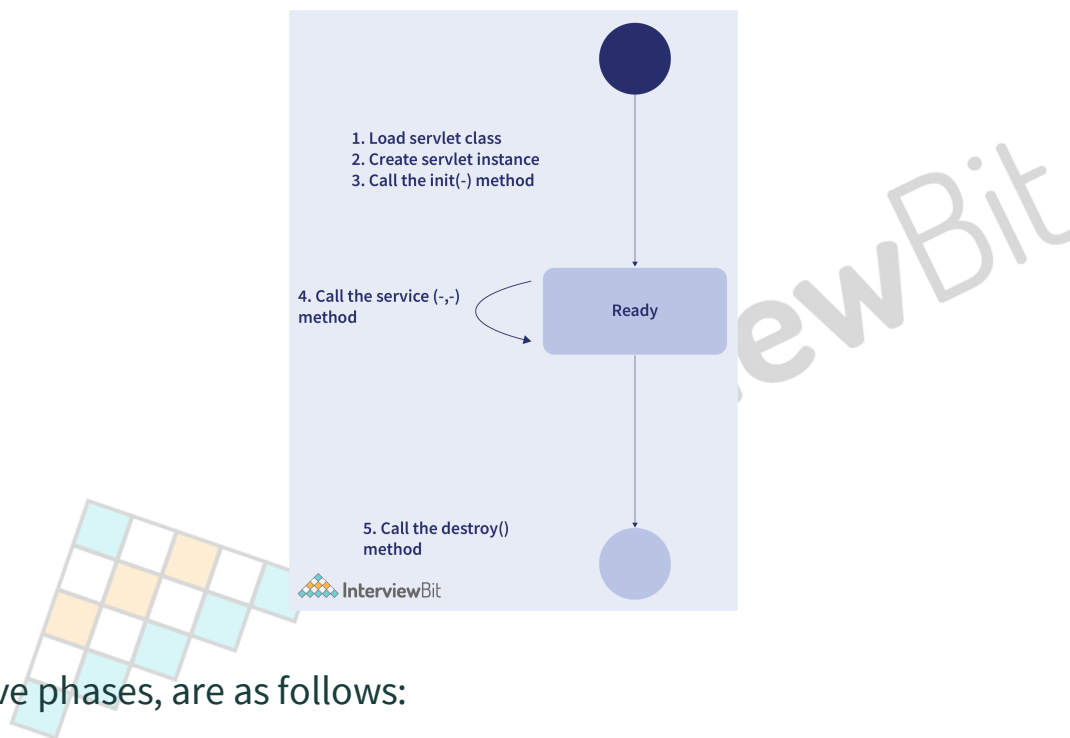 1. Load servlet class
2. Create servlet instance
3. Call the init(-) method
4. Call the service (-,-)
method
Ready
5. Call the destroy()
method
InterviewBit
ewBit
ve phases, are as follows: